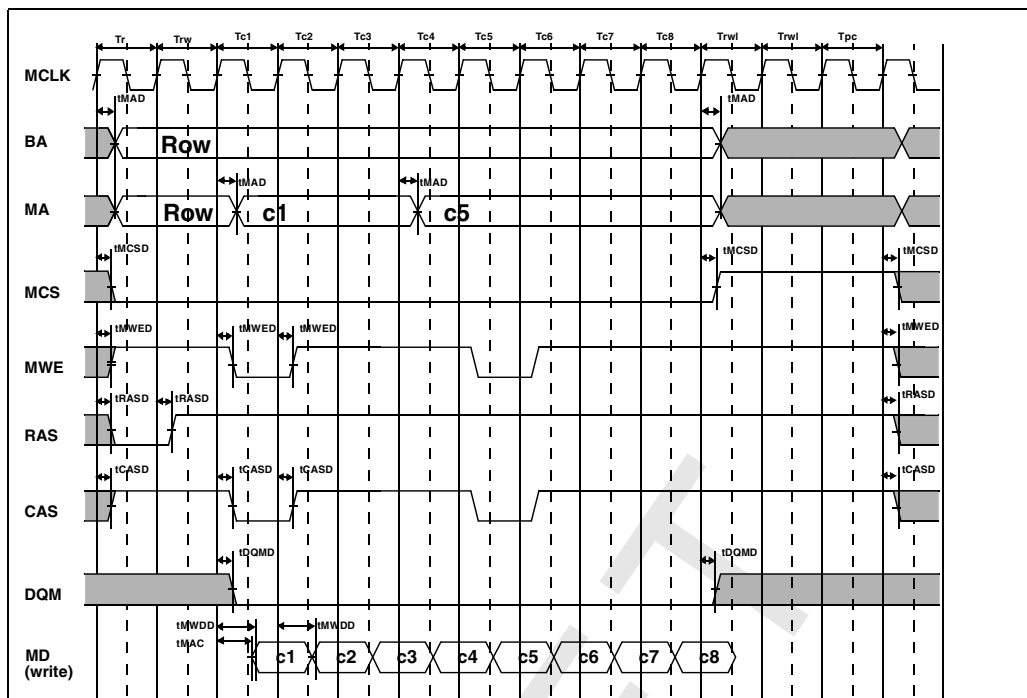 Tr Trw Tc1 Tc2 Tc3 Tc4 Tc5 Tc6 Tc7 Tc8 Trwl Trwl Tpc
MCLK
tMAD tMAD
BA Row
tMAD tMAD
MA Row c1 c5
tMCSD tMCSD tMCSD
MCS
tMWED tMWED tMWED tMWED
MWE
tRASD tRASD tRASD
RAS
tCASD tCASD tCASD tCASD
CAS
tDQMD tDQMD
DQM
tMWDD tMWDD
tMAC
MD c1 c2 c3 c4 c5 c6 c7 c8
(write)